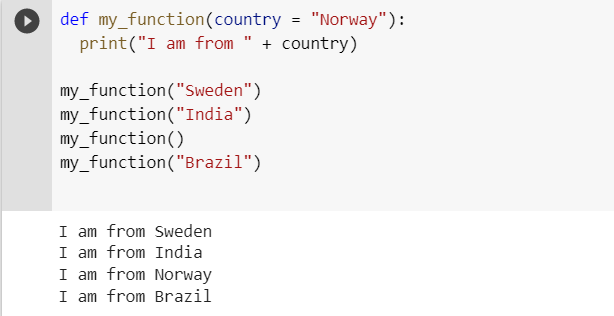 def my_function(country = "Norway"):
  print("I am from " + country)
my_function("Sweden")
my_function("India")
my_function()
my_function("Brazil")
I am from Sweden
I am from India
I am from Norway
I am from Brazil